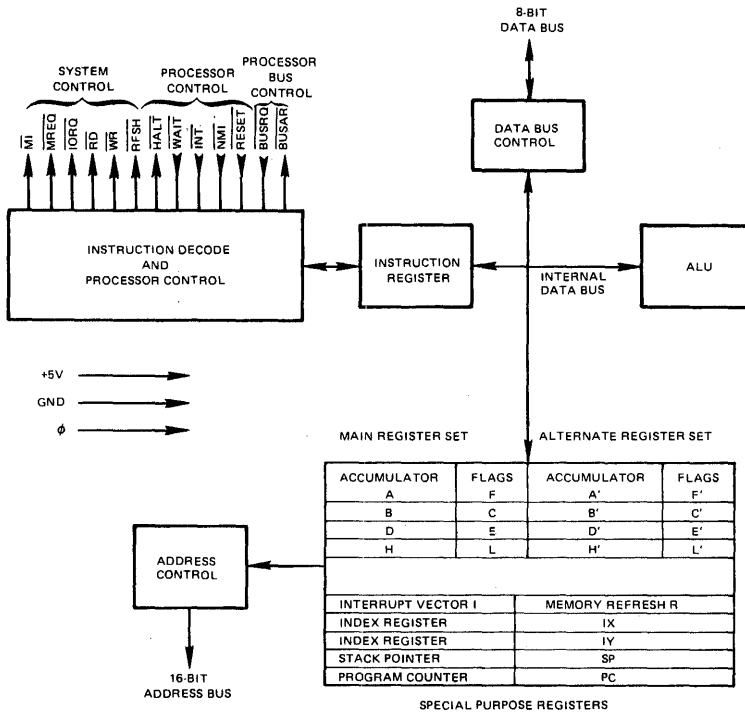 8-BIT
DATA BUS
SYSTEM
CONTROL
PROCESSOR
CONTROL
PROCESSOR
BUS
CONTROL
MI
MREQ
IORQ
RD
WR
RFSH
HALT
WAIT
INT
NMI
RESET
BUSRQ
BUSAR
DATA BUS
CONTROL
INSTRUCTION DECODE
AND
PROCESSOR CONTROL
INSTRUCTION
REGISTER
INTERNAL
DATA BUS
ALU
+5V
GND
ϕ
MAIN REGISTER SET ALTERNATE REGISTER SET
ACCUMULATOR FLAGS ACCUMULATOR FLAGS
A F A' F'
B C B' C'
D E D' E'
H L H' L'
ADDRESS
CONTROL
INTERRUPT VECTOR I MEMORY REFRESH R
INDEX REGISTER IX
INDEX REGISTER IY
STACK POINTER SP
PROGRAM COUNTER PC
16-BIT
ADDRESS BUS
SPECIAL PURPOSE REGISTERS